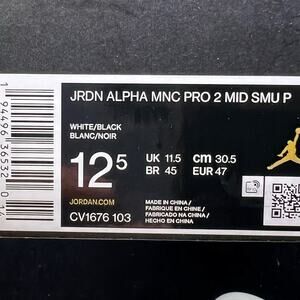 JRDN ALPHA MNC PRO 2 MID SMU P
WHITE/BLACK
BLANC/NOIR
12.5
UK 11.5 cm 30.5
BR 45 EUR 47
JORDAN.COM
CV1676 103
MADE IN CHINA /
FABRIQUE EN CHINE /
FABRICADO NA CHINA /
HECHO EN CHINA